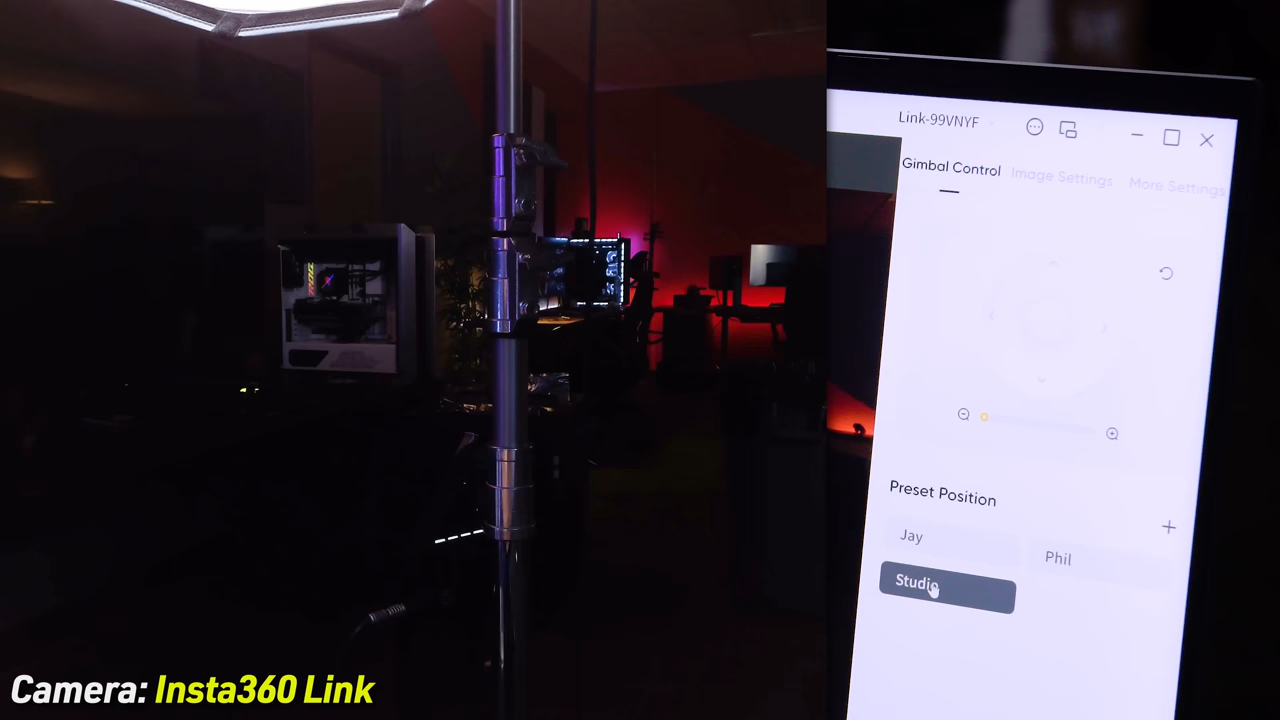 Link-99VNYF
Gimbal Control Image Settings More Settings
Preset Position
Jay
Phil
Studio
Camera: Insta360 Link